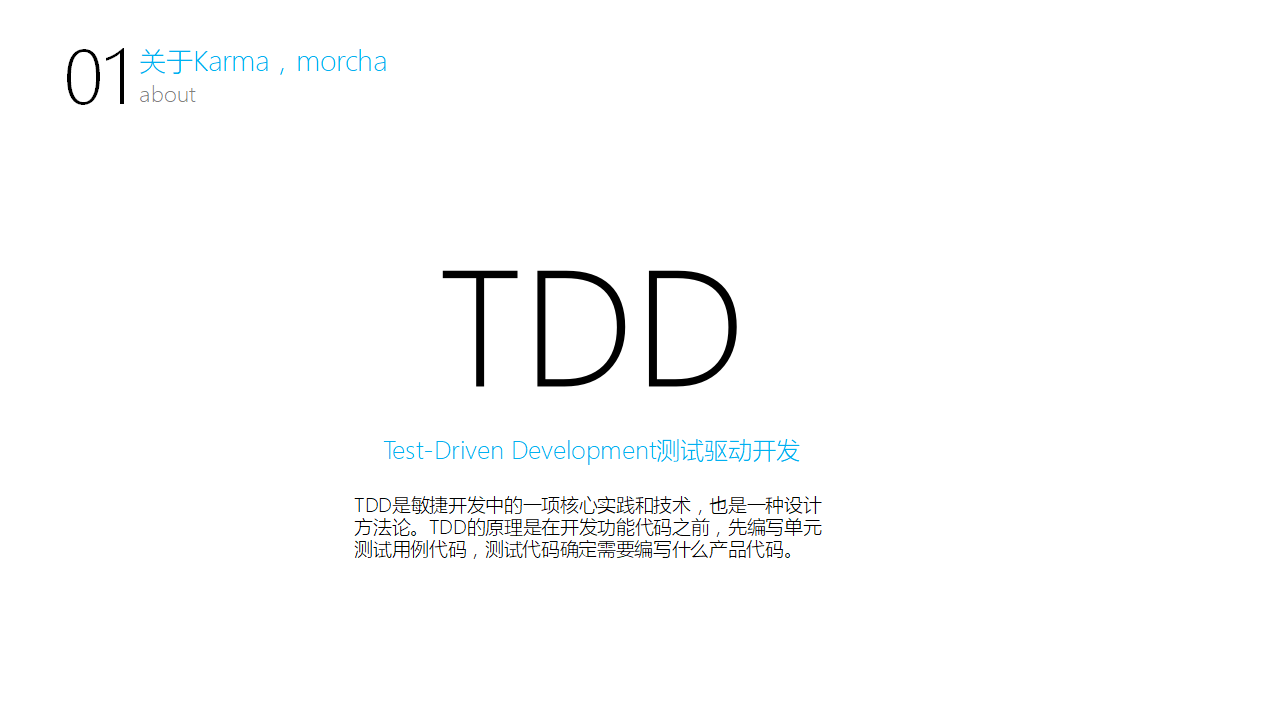 01
关于Karma，morcha
about
TDD
Test-Driven Development测试驱动开发
TDD是敏捷开发中的一项核心实践和技术，也是一种设计
方法论。TDD的原理是在开发功能代码之前，先编写单元
测试用例代码，测试代码确定需要编写什么产品代码。